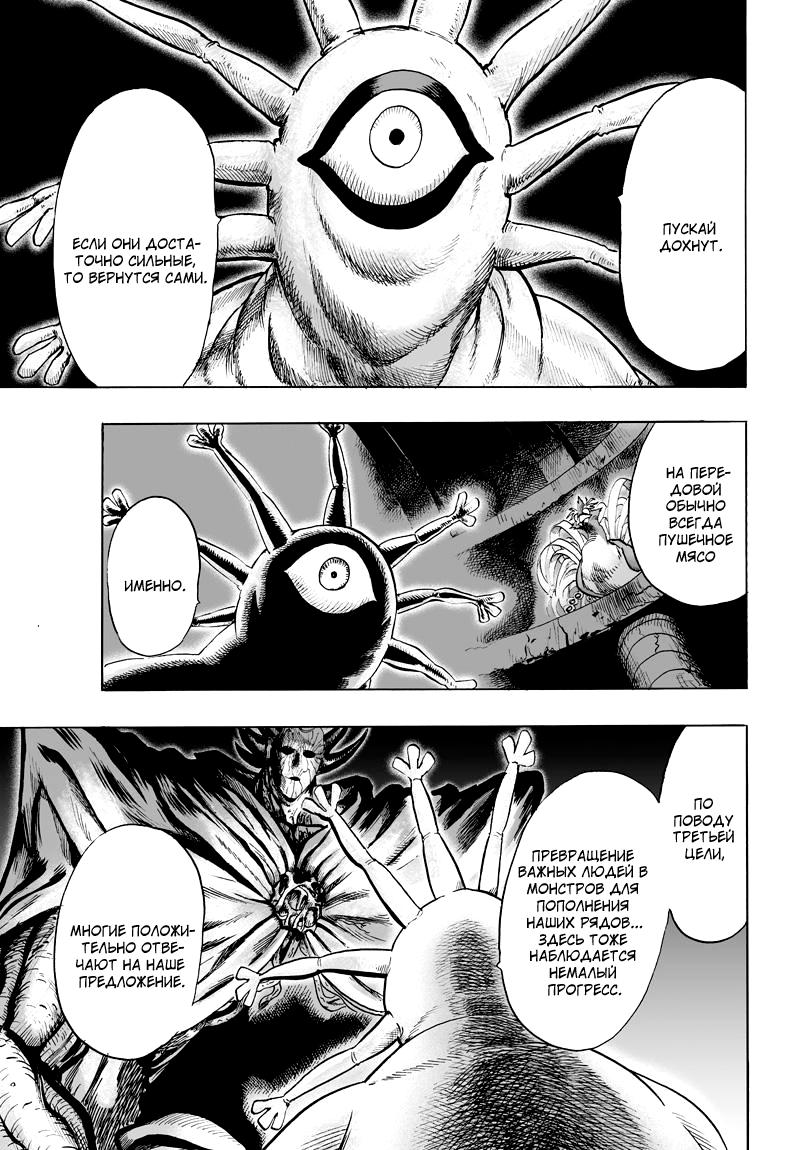 ПУСКАЙ
ДОХНУТ.
ЕСЛИ ОНИ ДОСТА-
ТОЧНО СИЛЬНЫЕ,
ТО ВЕРНУТСЯ САМИ.
НА ПЕРЕ-
ДОВОЙ
ОБЫЧНО
ВСЕГДА
ПУШЕЧНОЕ
МЯСО
ИМЕННО.
ПО
ПОВОДУ
ТРЕТЬЕЙ
ЦЕЛИ,
ПРЕВРАЩЕНИЕ
ВАЖНЫХ ЛЮДЕЙ В
МОНСТРОВ ДЛЯ
ПОПОЛНЕНИЯ
НАШИХ РЯДОВ...
ЗДЕСЬ ТОЖЕ
НАБЛЮДАЕТСЯ
НЕМАЛЫЙ
ПРОГРЕСС.
МНОГИЕ ПОЛОЖИ-
ТЕЛЬНО ОТВЕ-
ЧАЮТ НА НАШЕ
ПРЕДЛОЖЕНИЕ.